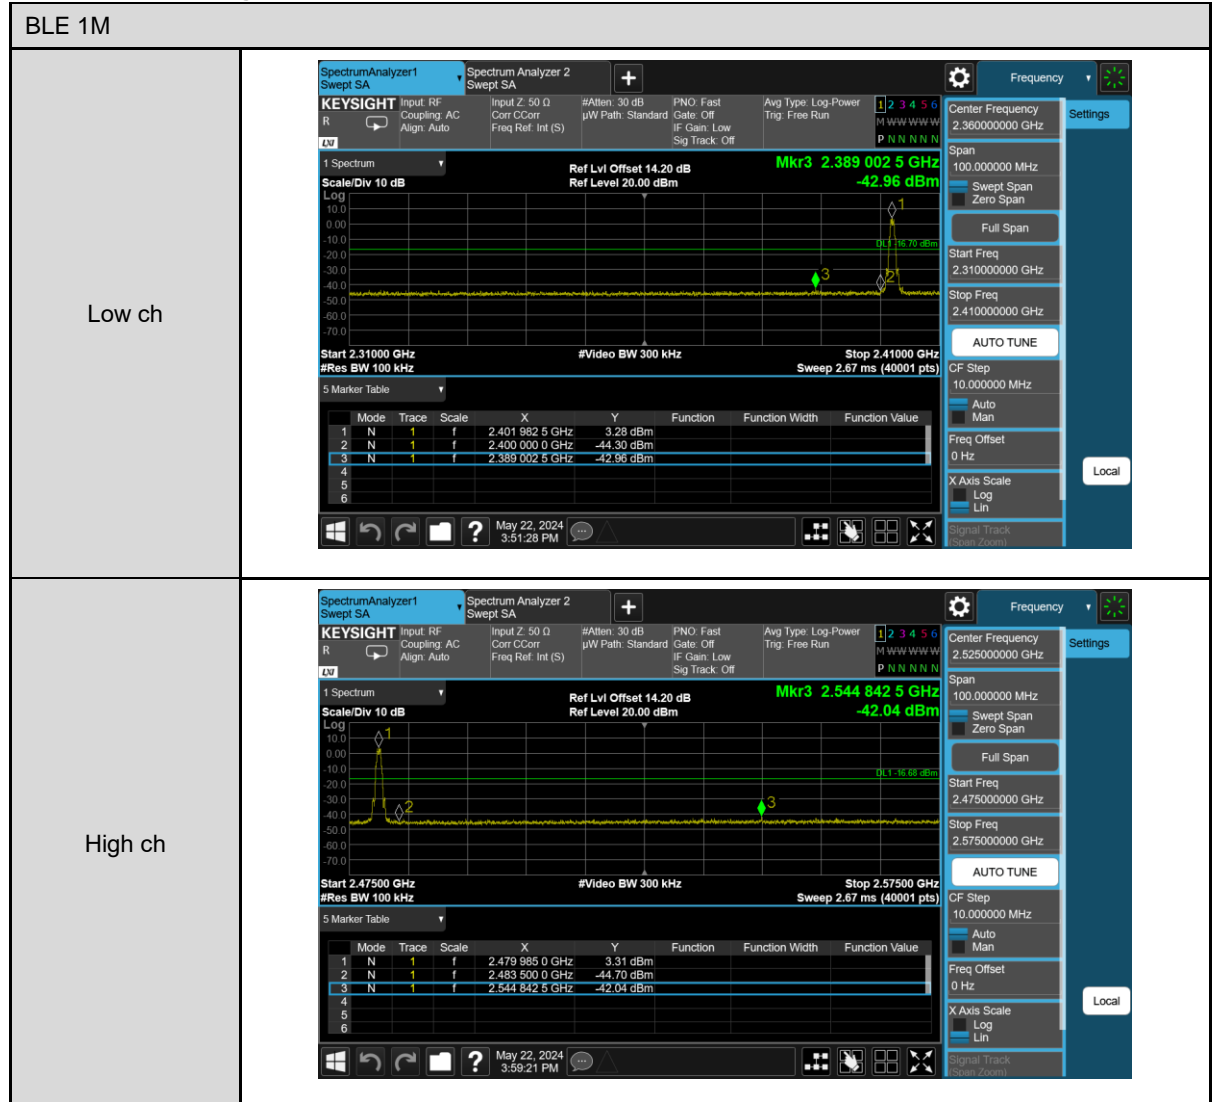 BLE 1M
Low ch
SpectrumAnalyzer1
Swept SA
Spectrum Analyzer 2
Swept SA
Frequency
KEYSIGHT
R
LXI
Input: RF
Coupling: AC
Align: Auto
Input Z: 50 Ω
Corr CCorr
Freq Ref: Int (S)
#Atten: 30 dB
µW Path: Standard
PNO: Fast
Gate: Off
IF Gain: Low
Sig Track: Off
Avg Type: Log-Power
Trig: Free Run
1 2 3 4 5 6
M W W W W W
P N N N N N
1 Spectrum
Scale/Div 10 dB
Ref Lvl Offset 14.20 dB
Ref Level 20.00 dBm
Mkr3 2.389 002 5 GHz
-42.96 dBm
Log
10.0
0.00
-10.0
-20.0
-30.0
-40.0
-50.0
-60.0
-70.0
1
DL1 -16.70 dBm
3
2
Start 2.31000 GHz
#Video BW 300 kHz
Stop 2.41000 GHz
#Res BW 100 kHz
Sweep 2.67 ms (40001 pts)
5 Marker Table
Mode Trace Scale X Y Function Function Width Function Value
1 N 1 f 2.401 982 5 GHz 3.28 dBm
2 N 1 f 2.400 000 0 GHz -44.30 dBm
3 N 1 f 2.389 002 5 GHz -42.96 dBm
4
5
6
?
May 22, 2024
3:51:28 PM
Center Frequency
2.360000000 GHz
Span
100.000000 MHz
Swept Span
Zero Span
Full Span
Start Freq
2.310000000 GHz
Stop Freq
2.410000000 GHz
AUTO TUNE
CF Step
10.000000 MHz
Auto
Man
Freq Offset
0 Hz
X Axis Scale
Log
Lin
Signal Track
(Span Zoom)
Settings
Local
High ch
SpectrumAnalyzer1
Swept SA
Spectrum Analyzer 2
Swept SA
Frequency
KEYSIGHT
R
LXI
Input: RF
Coupling: AC
Align: Auto
Input Z: 50 Ω
Corr CCorr
Freq Ref: Int (S)
#Atten: 30 dB
µW Path: Standard
PNO: Fast
Gate: Off
IF Gain: Low
Sig Track: Off
Avg Type: Log-Power
Trig: Free Run
1 2 3 4 5 6
M W W W W W
P N N N N N
1 Spectrum
Scale/Div 10 dB
Ref Lvl Offset 14.20 dB
Ref Level 20.00 dBm
Mkr3 2.544 842 5 GHz
-42.04 dBm
Log
10.0
0.00
-10.0
-20.0
-30.0
-40.0
-50.0
-60.0
-70.0
1
DL1 -16.68 dBm
2
3
Start 2.47500 GHz
#Video BW 300 kHz
Stop 2.57500 GHz
#Res BW 100 kHz
Sweep 2.67 ms (40001 pts)
5 Marker Table
Mode Trace Scale X Y Function Function Width Function Value
1 N 1 f 2.479 985 0 GHz 3.31 dBm
2 N 1 f 2.483 500 0 GHz -44.70 dBm
3 N 1 f 2.544 842 5 GHz -42.04 dBm
4
5
6
?
May 22, 2024
3:59:21 PM
Center Frequency
2.525000000 GHz
Span
100.000000 MHz
Swept Span
Zero Span
Full Span
Start Freq
2.475000000 GHz
Stop Freq
2.575000000 GHz
AUTO TUNE
CF Step
10.000000 MHz
Auto
Man
Freq Offset
0 Hz
X Axis Scale
Log
Lin
Signal Track
(Span Zoom)
Settings
Local